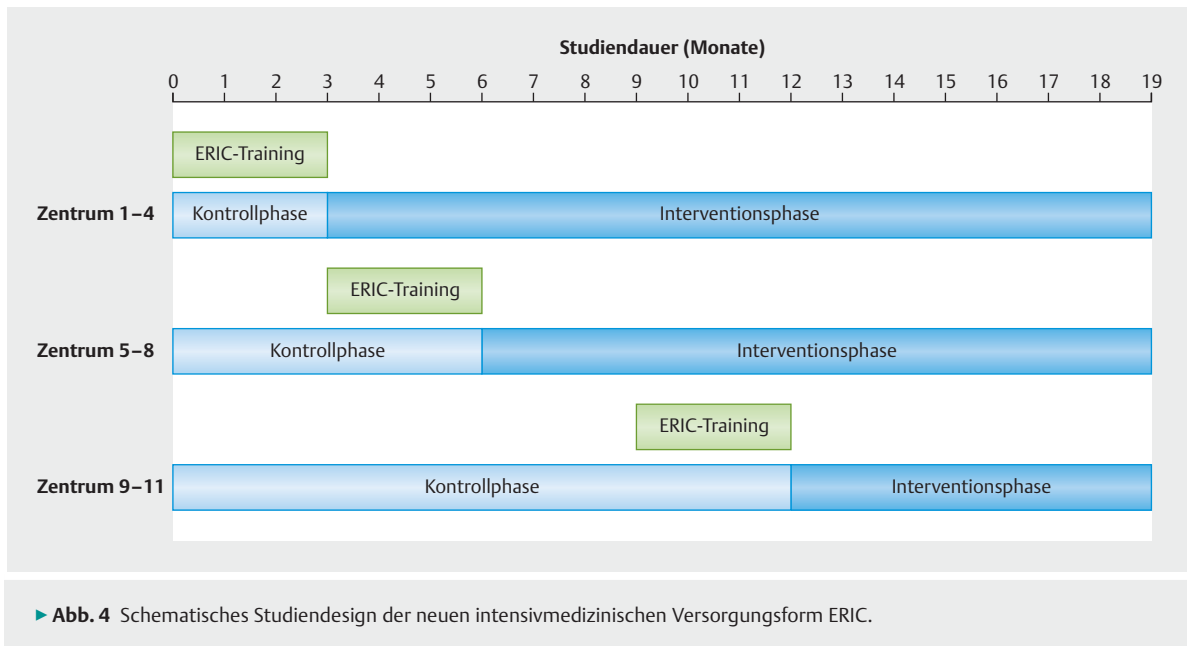 Studiendauer (Monate)
0 1 2 3 4 5 6 7 8 9 10 11 12 13 14 15 16 17 18 19
ERIC-Training
Zentrum 1–4 Kontrollphase Interventionsphase
ERIC-Training
Zentrum 5–8 Kontrollphase Interventionsphase
ERIC-Training
Zentrum 9–11 Kontrollphase Interventionsphase
▶ Abb. 4 Schematisches Studiendesign der neuen intensivmedizinischen Versorgungsform ERIC.